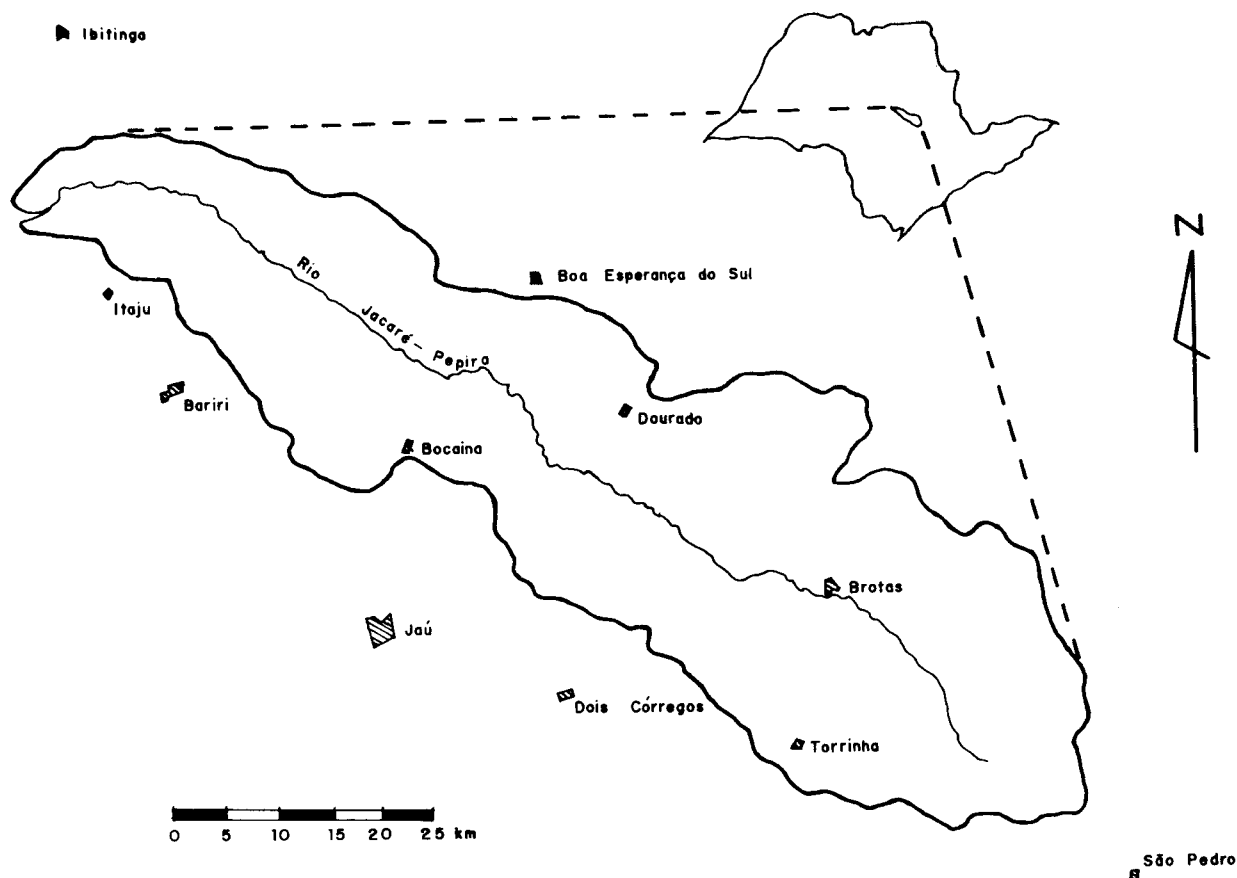 Ibitinga
N
Rio Jacaré-Pepira
Boa Esperança do Sul
Itaju
Bariri
Dourado
Bocaina
Brotas
Jaú
Dois Córregos
Torrinha
0 5 10 15 20 25 km
São Pedro